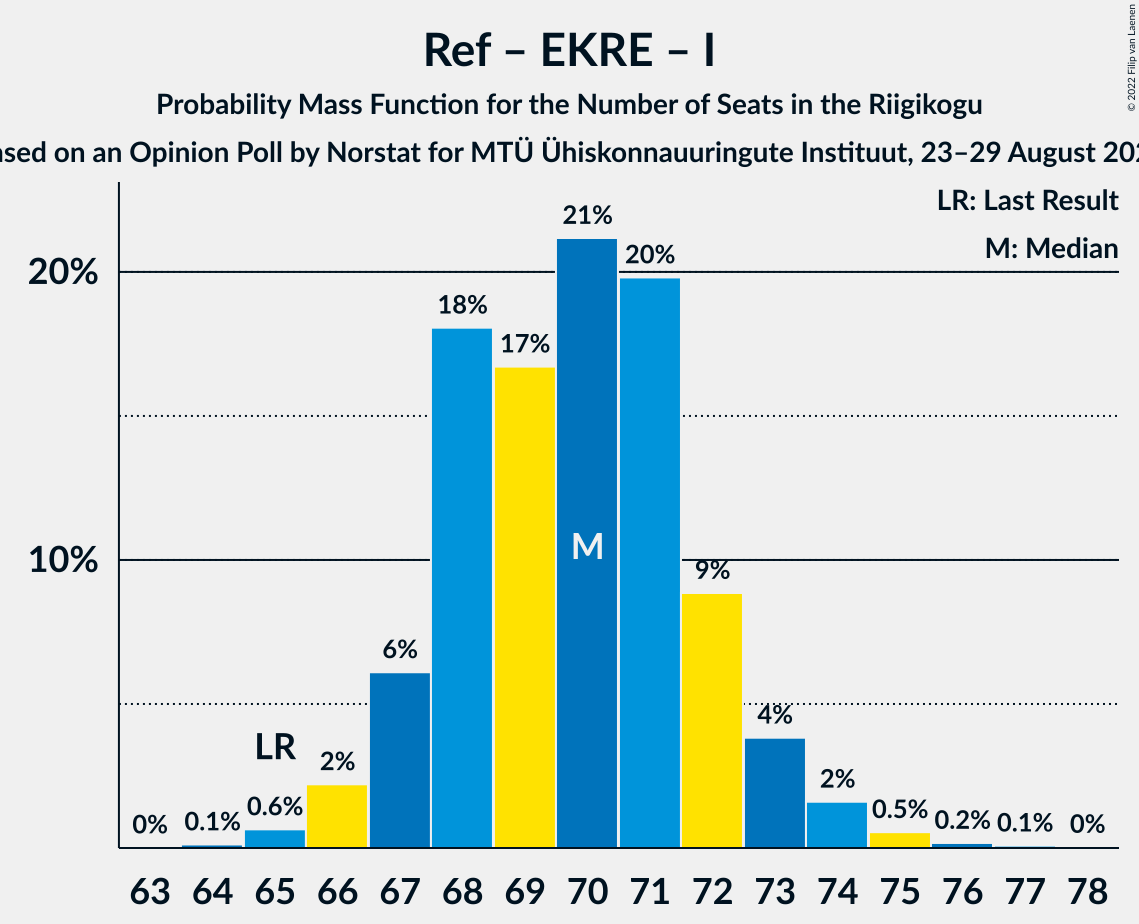 Ref – EKRE – I
Probability Mass Function for the Number of Seats in the Riigikogu
on an Opinion Poll by Norstat for MTÜ Ühiskonnauuringute Instituut, 23–29 August
© 2022 Filip van Laenen
LR: Last Result
M: Median
20%
10%
0%
0.1%
0.6%
LR
2%
6%
18%
17%
21%
M
20%
9%
4%
2%
0.5%
0.2%
0.1%
0%
63 64 65 66 67 68 69 70 71 72 73 74 75 76 77 78